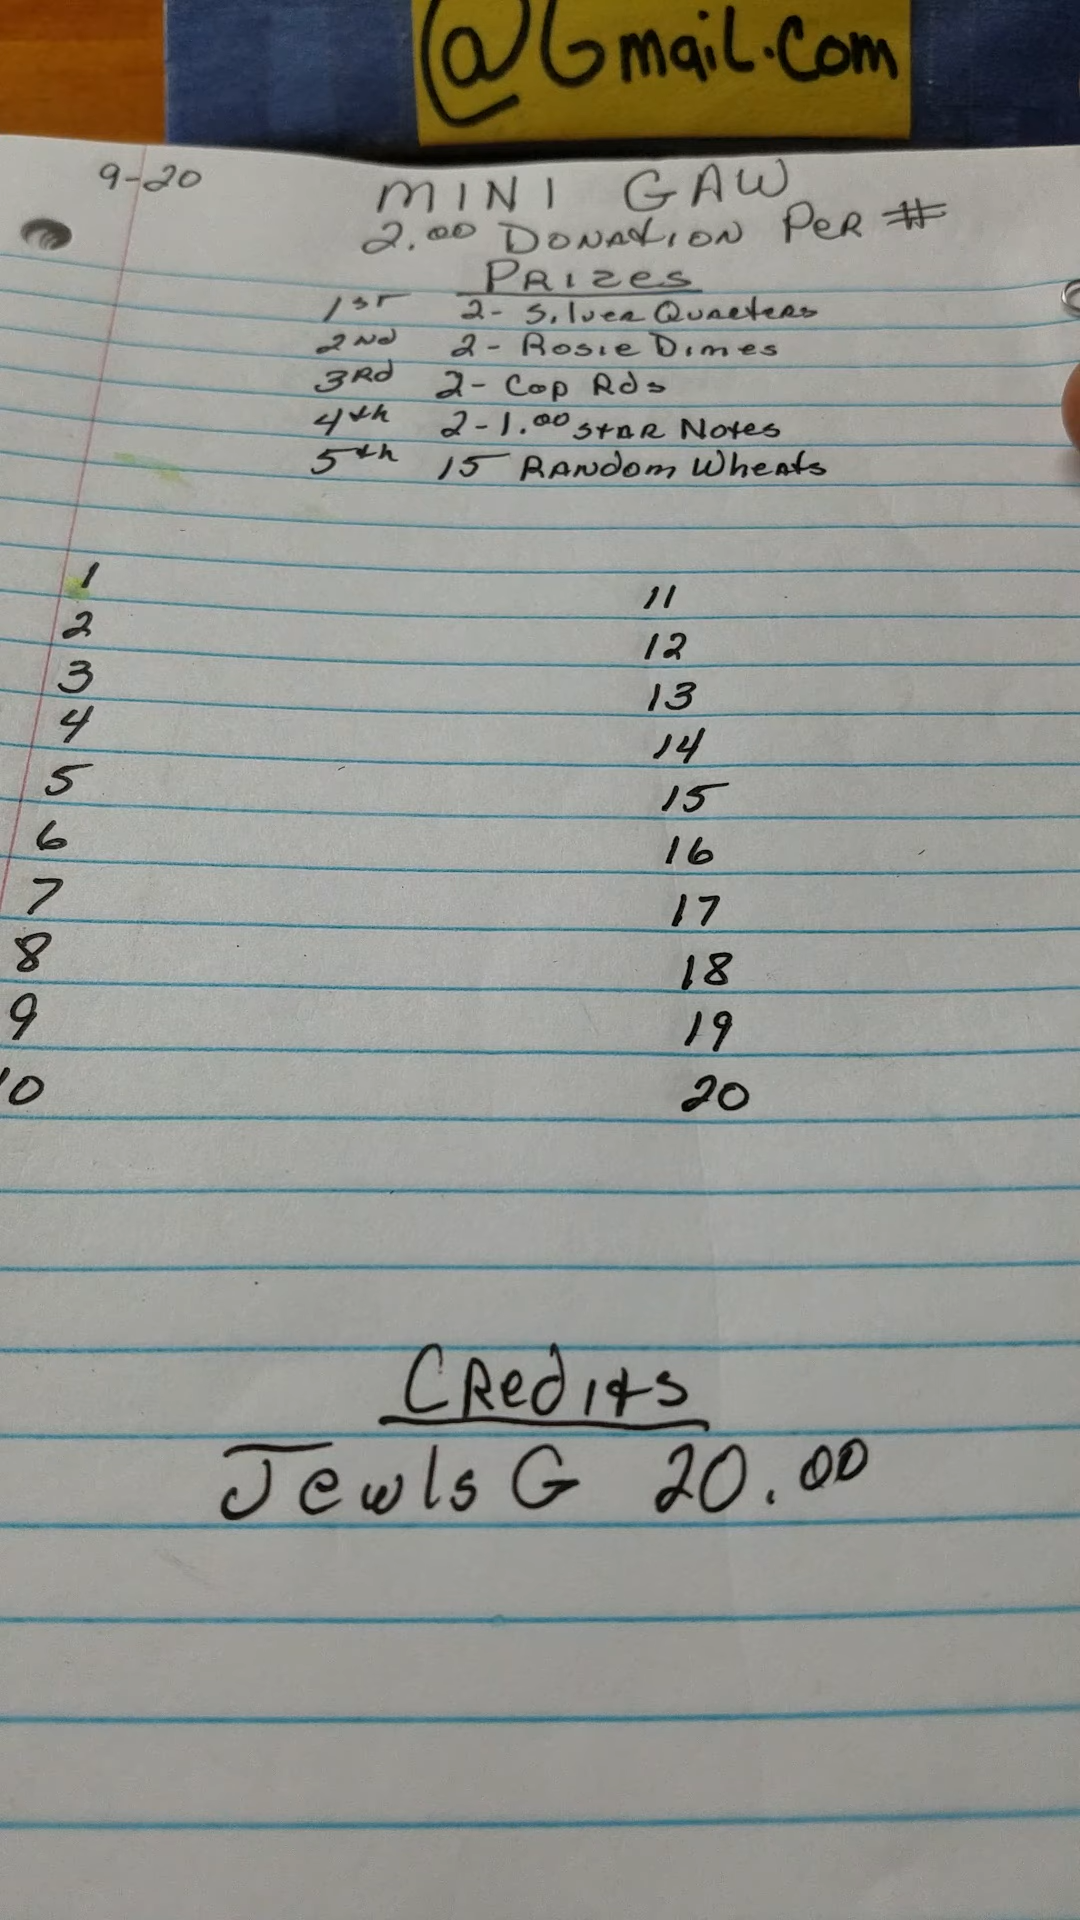 @Gmail.com
9-20
MINI GAW
2.00 DONATION PER #
PRIZES
1ST 2- Silver Quarters
2ND 2- Rosie Dimes
3RD 2- Cop Rds
4th 2-1.00 STAR Notes
5th 15 RANDOM Wheats
1 11
2 12
3 13
4 14
5 15
6 16
7 17
8 18
9 19
10 20
CRedits
Jewls G 20.00